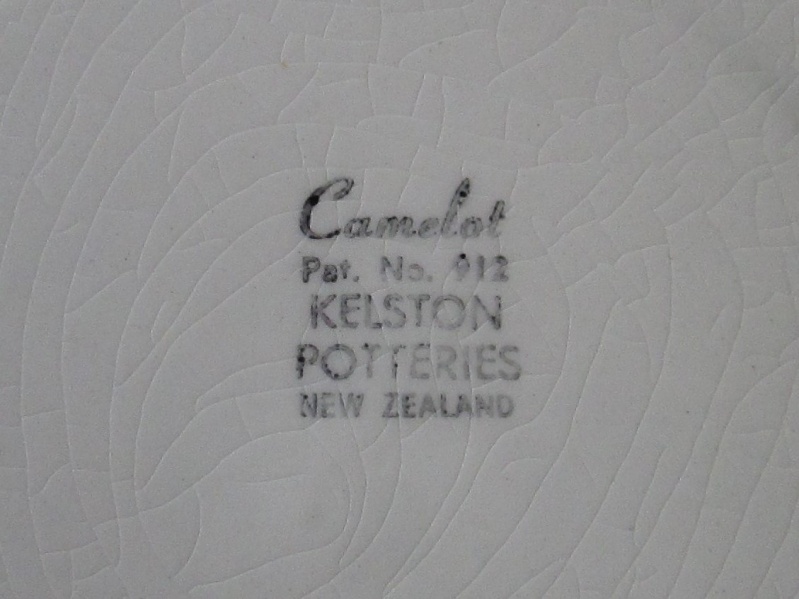 Camelot
Pat. No. 912
KELSTON
POTTERIES
NEW ZEALAND